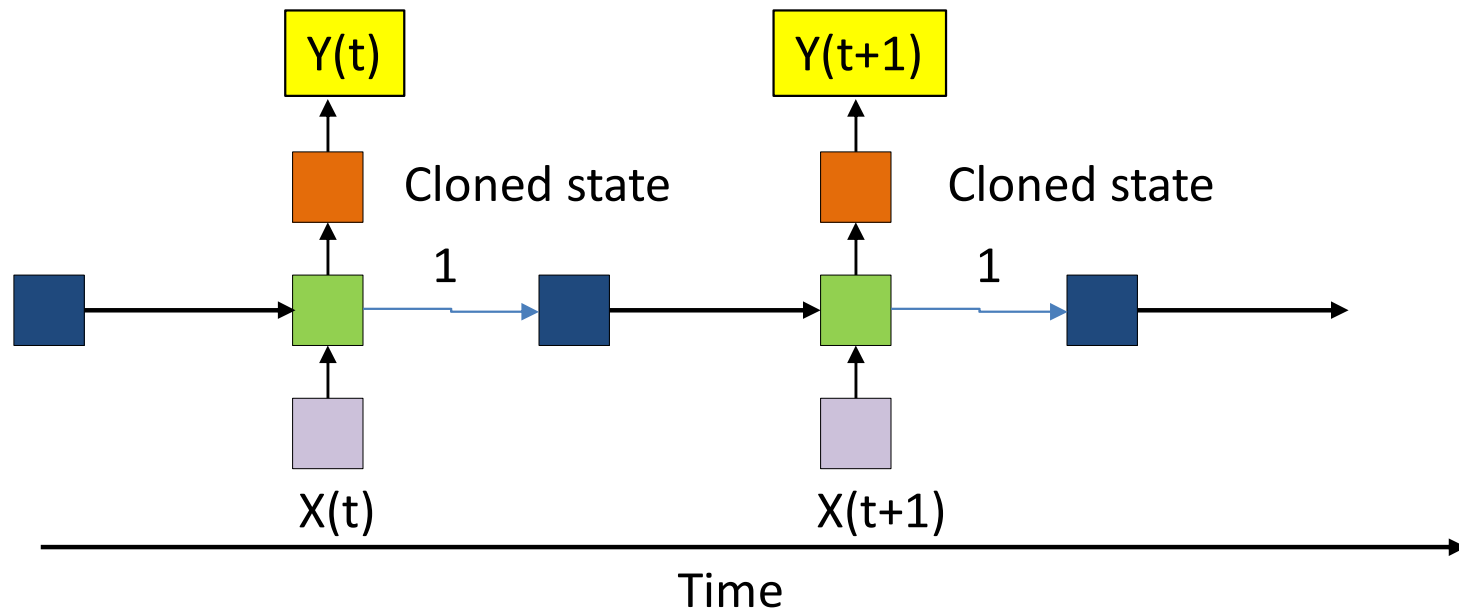 Y(t)
Y(t+1)
Cloned state
Cloned state
1
1
X(t)
X(t+1)
Time